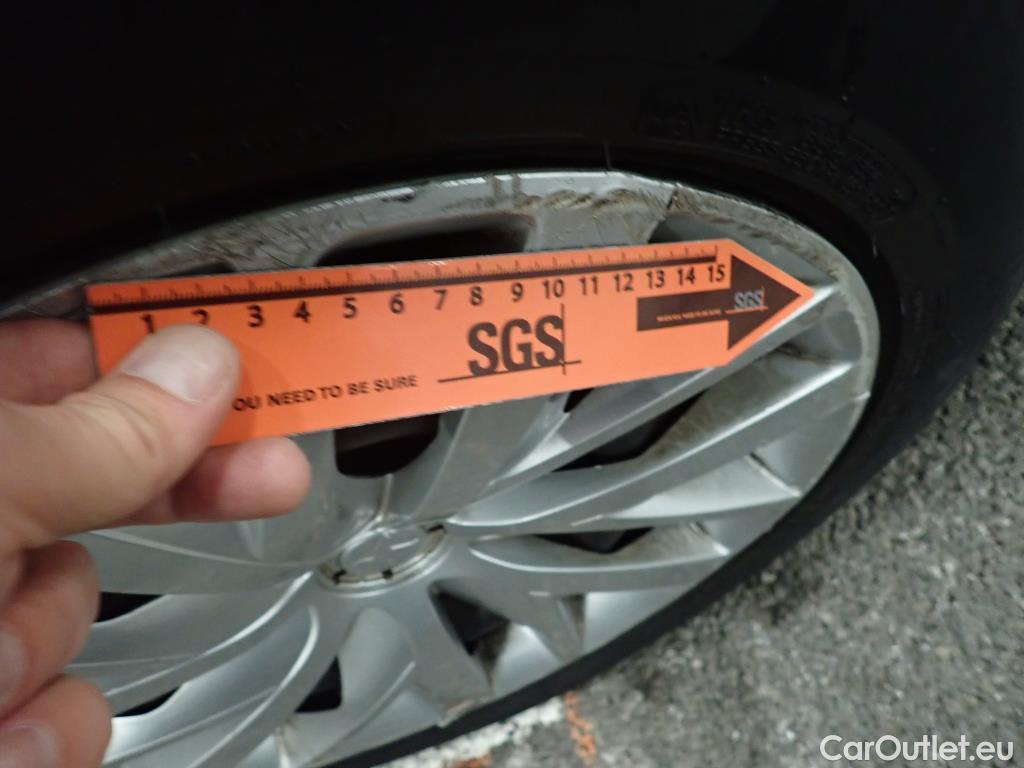 1 2 3 4 5 6 7 8 9 10 11 12 13 14 15
SGS
SGS
OU NEED TO BE SURE
CarOutlet.eu